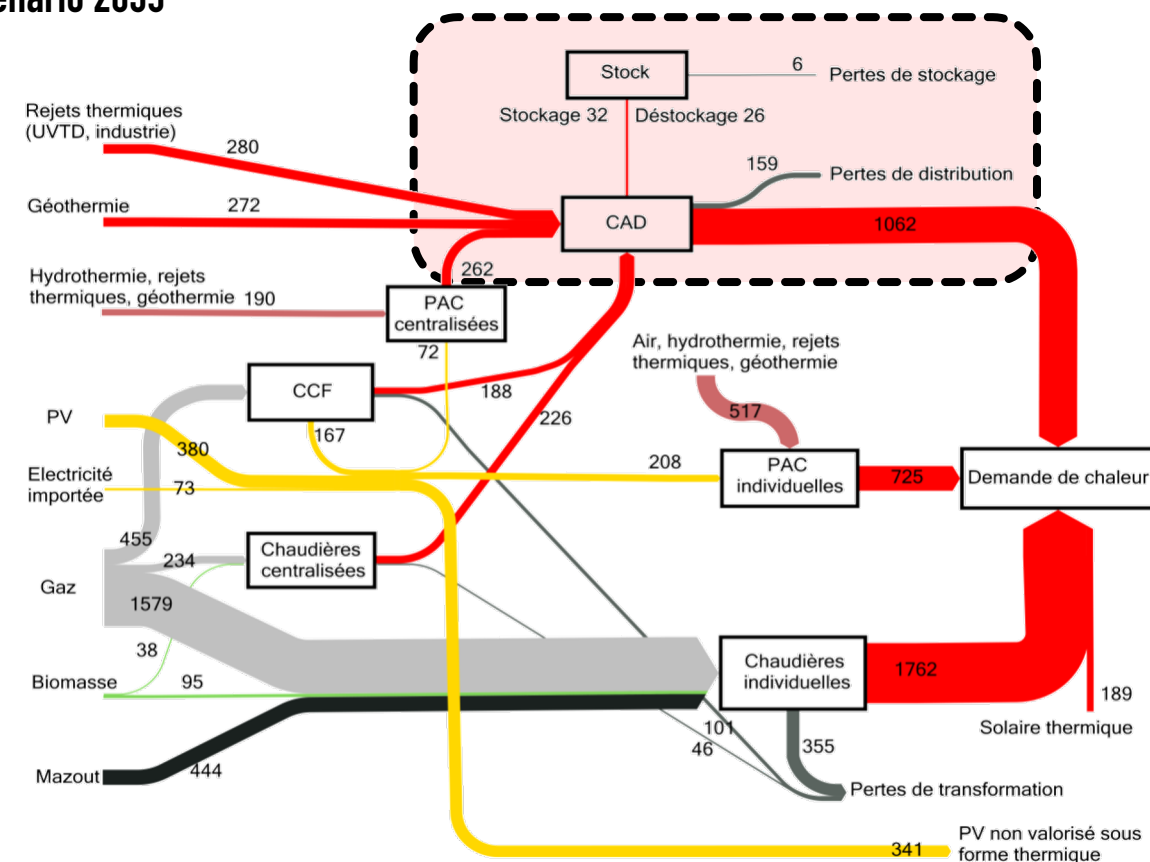 Stock
6
Pertes de stockage
Rejets thermiques
(UVTD, industrie)
Stockage 32
Déstockage 26
280
159
Pertes de distribution
Géothermie
272
CAD
1062
Hydrothermie, rejets
thermiques, géothermie
190
262
PAC
centralisées
72
Air, hydrothermie, rejets
thermiques, géothermie
CCF
188
517
PV
167
226
380
Electricité
importée
73
208
PAC
individuelles
725
Demande de chaleur
455
234
Chaudières
centralisées
Gaz
1579
38
Biomasse
95
Chaudières
individuelles
1762
189
Solaire thermique
101
46
355
Mazout
444
Pertes de transformation
PV non valorisé sous
forme thermique
341